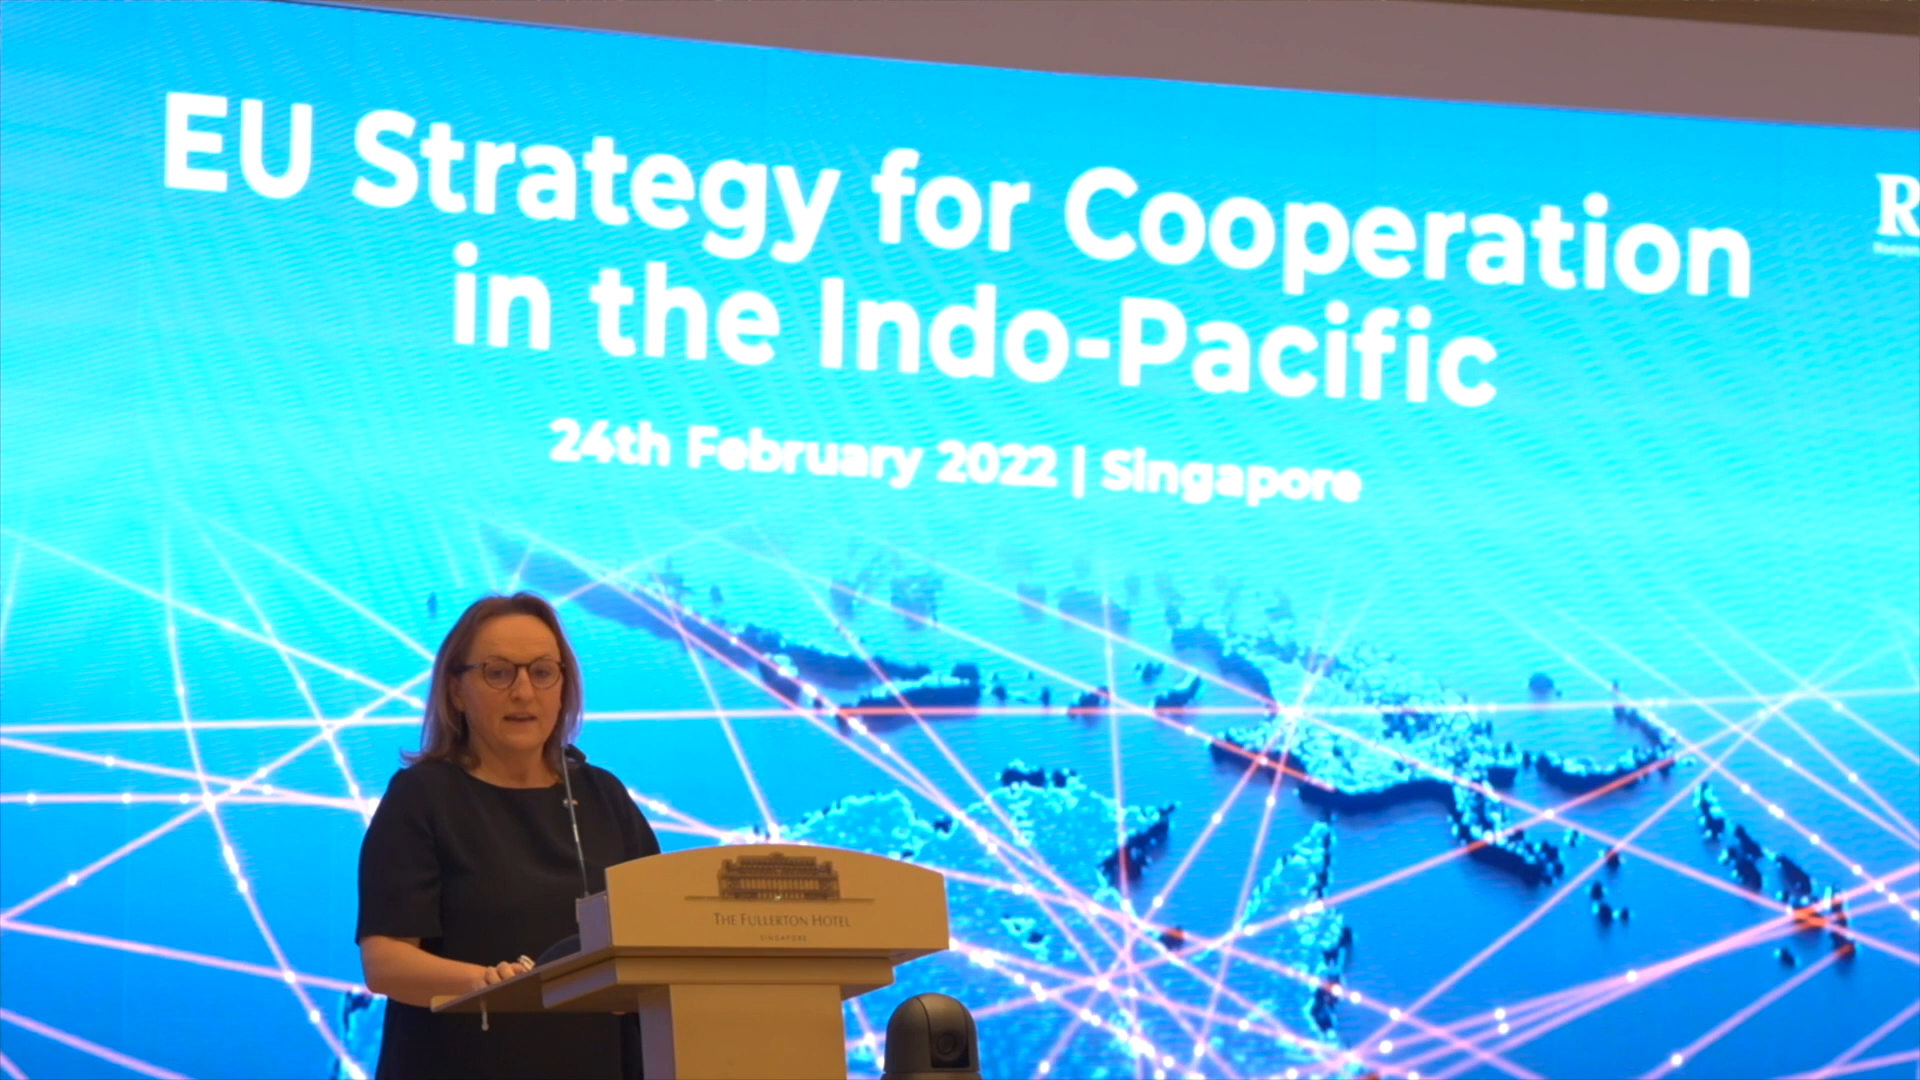 EU Strategy for Cooperation
in the Indo-Pacific
24th February 2022 | Singapore
R
THE FULLERTON HOTEL
SINGAPORE